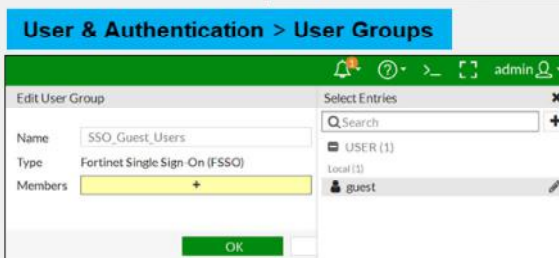 User & Authentication > User Groups
1
>_
admin
Edit User Group
Select Entries
Search
Name SSO_Guest_Users
USER (1)
Type Fortinet Single Sign-On (FSSO)
Local (1)
Members +
guest
OK